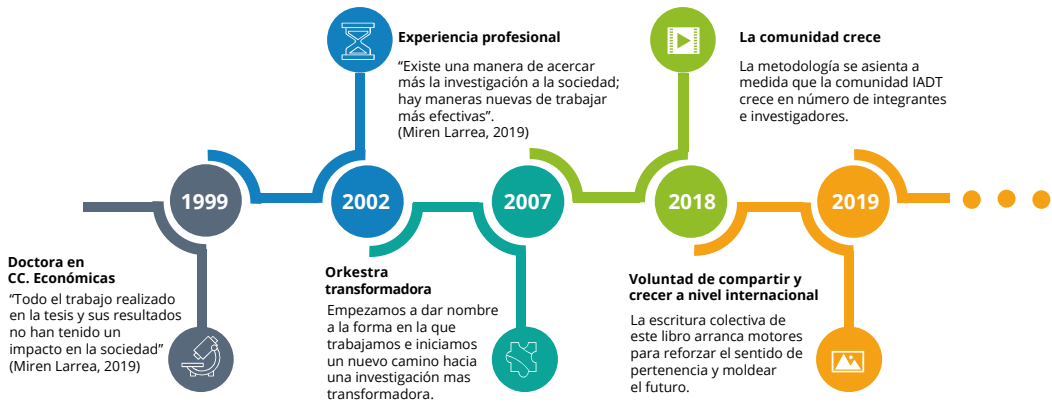 1999
Doctora en
CC. Económicas
“Todo el trabajo realizado
en la tesis y sus resultados
no han tenido un
impacto en la sociedad”
(Miren Larrea, 2019)
2002
Experiencia profesional
“Existe una manera de acercar
más la investigación a la sociedad;
hay maneras nuevas de trabajar
más efectivas”.
(Miren Larrea, 2019)
2007
Orkestra
transformadora
Empezamos a dar nombre
a la forma en la que
trabajamos e iniciamos
un nuevo camino hacia
una investigación mas
transformadora.
2018
La comunidad crece
La metodología se asienta a
medida que la comunidad IADT
crece en número de integrantes
e investigadores.
2019
Voluntad de compartir y
crecer a nivel internacional
La escritura colectiva de
este libro arranca motores
para reforzar el sentido de
pertenencia y moldear
el futuro.